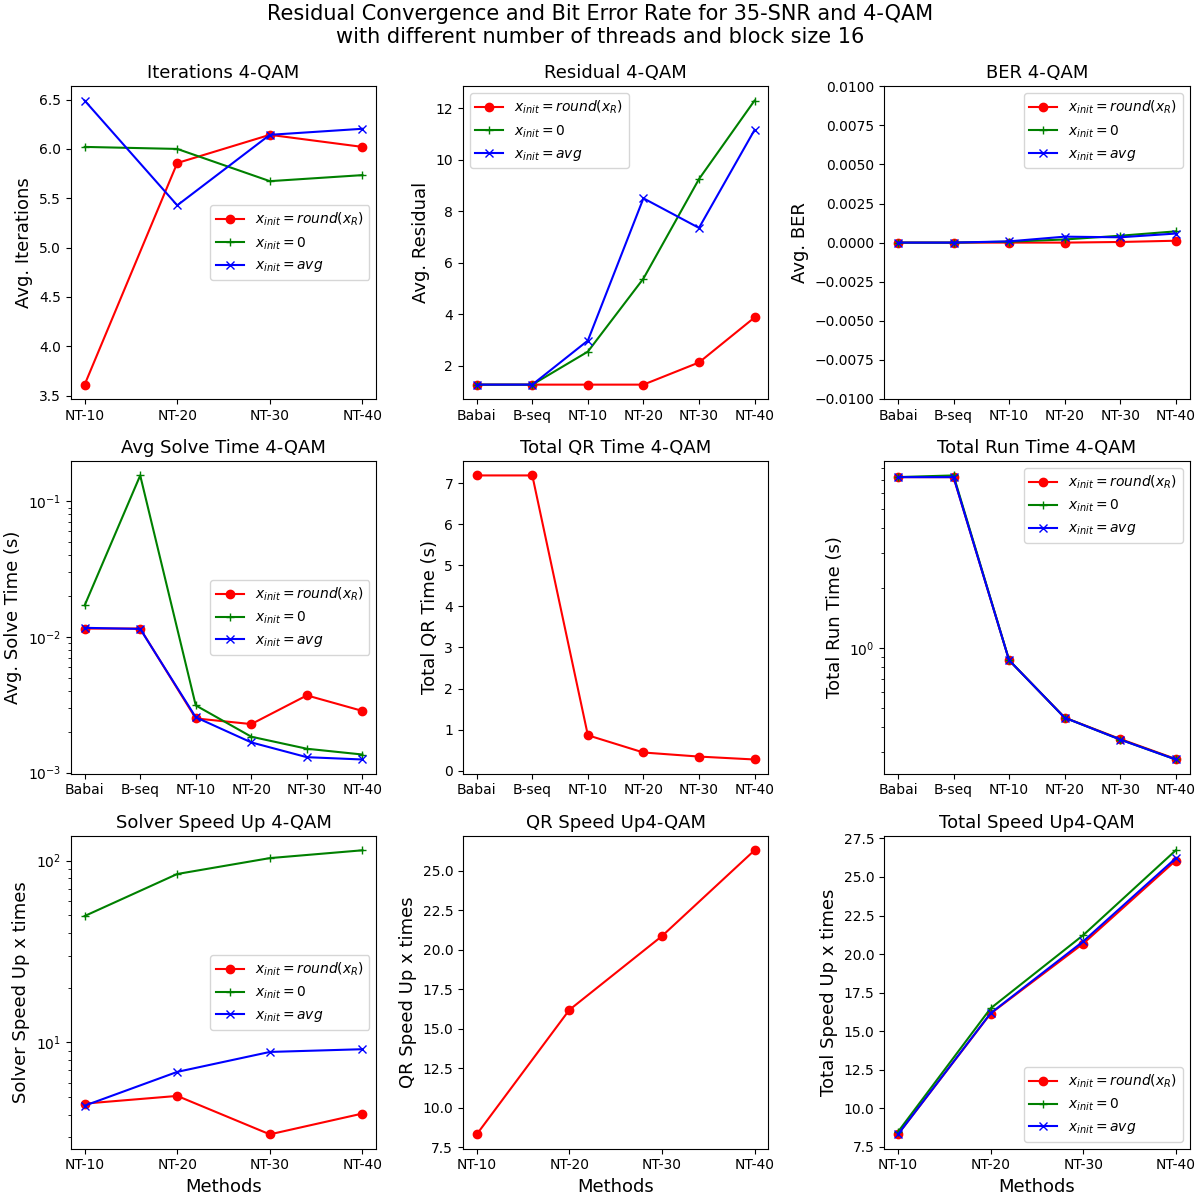 Residual Convergence and Bit Error Rate for 35-SNR and 4-QAM
with different number of threads and block size 16
Iterations 4-QAM
Avg. Iterations
6.5
6.0
5.5
5.0
4.5
4.0
3.5
x_init = round(x_R)
x_init = 0
x_init = avg
NT-10 NT-20 NT-30 NT-40
Residual 4-QAM
Avg. Residual
12
10
8
6
4
2
x_init = round(x_R)
x_init = 0
x_init = avg
Babai B-seq NT-10 NT-20 NT-30 NT-40
BER 4-QAM
Avg. BER
0.0100
0.0075
0.0050
0.0025
0.0000
−0.0025
−0.0050
−0.0075
−0.0100
x_init = round(x_R)
x_init = 0
x_init = avg
Babai B-seq NT-10 NT-20 NT-30 NT-40
Avg Solve Time 4-QAM
Avg. Solve Time (s)
10^−1
10^−2
10^−3
x_init = round(x_R)
x_init = 0
x_init = avg
Babai B-seq NT-10 NT-20 NT-30 NT-40
Total QR Time 4-QAM
Total QR Time (s)
7
6
5
4
3
2
1
0
Babai B-seq NT-10 NT-20 NT-30 NT-40
Total Run Time 4-QAM
Total Run Time (s)
10^0
x_init = round(x_R)
x_init = 0
x_init = avg
Babai B-seq NT-10 NT-20 NT-30 NT-40
Solver Speed Up 4-QAM
Solver Speed Up x times
10^2
10^1
x_init = round(x_R)
x_init = 0
x_init = avg
NT-10 NT-20 NT-30 NT-40
Methods
QR Speed Up4-QAM
QR Speed Up x times
25.0
22.5
20.0
17.5
15.0
12.5
10.0
7.5
NT-10 NT-20 NT-30 NT-40
Methods
Total Speed Up4-QAM
Total Speed Up x times
27.5
25.0
22.5
20.0
17.5
15.0
12.5
10.0
7.5
x_init = round(x_R)
x_init = 0
x_init = avg
NT-10 NT-20 NT-30 NT-40
Methods